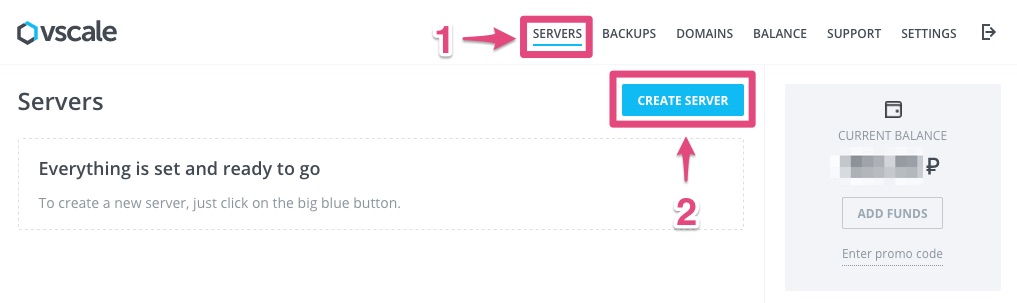 vscale
1
SERVERS BACKUPS DOMAINS BALANCE SUPPORT SETTINGS
Servers
CREATE SERVER
Everything is set and ready to go
To create a new server, just click on the big blue button.
2
CURRENT BALANCE
₽
ADD FUNDS
Enter promo code